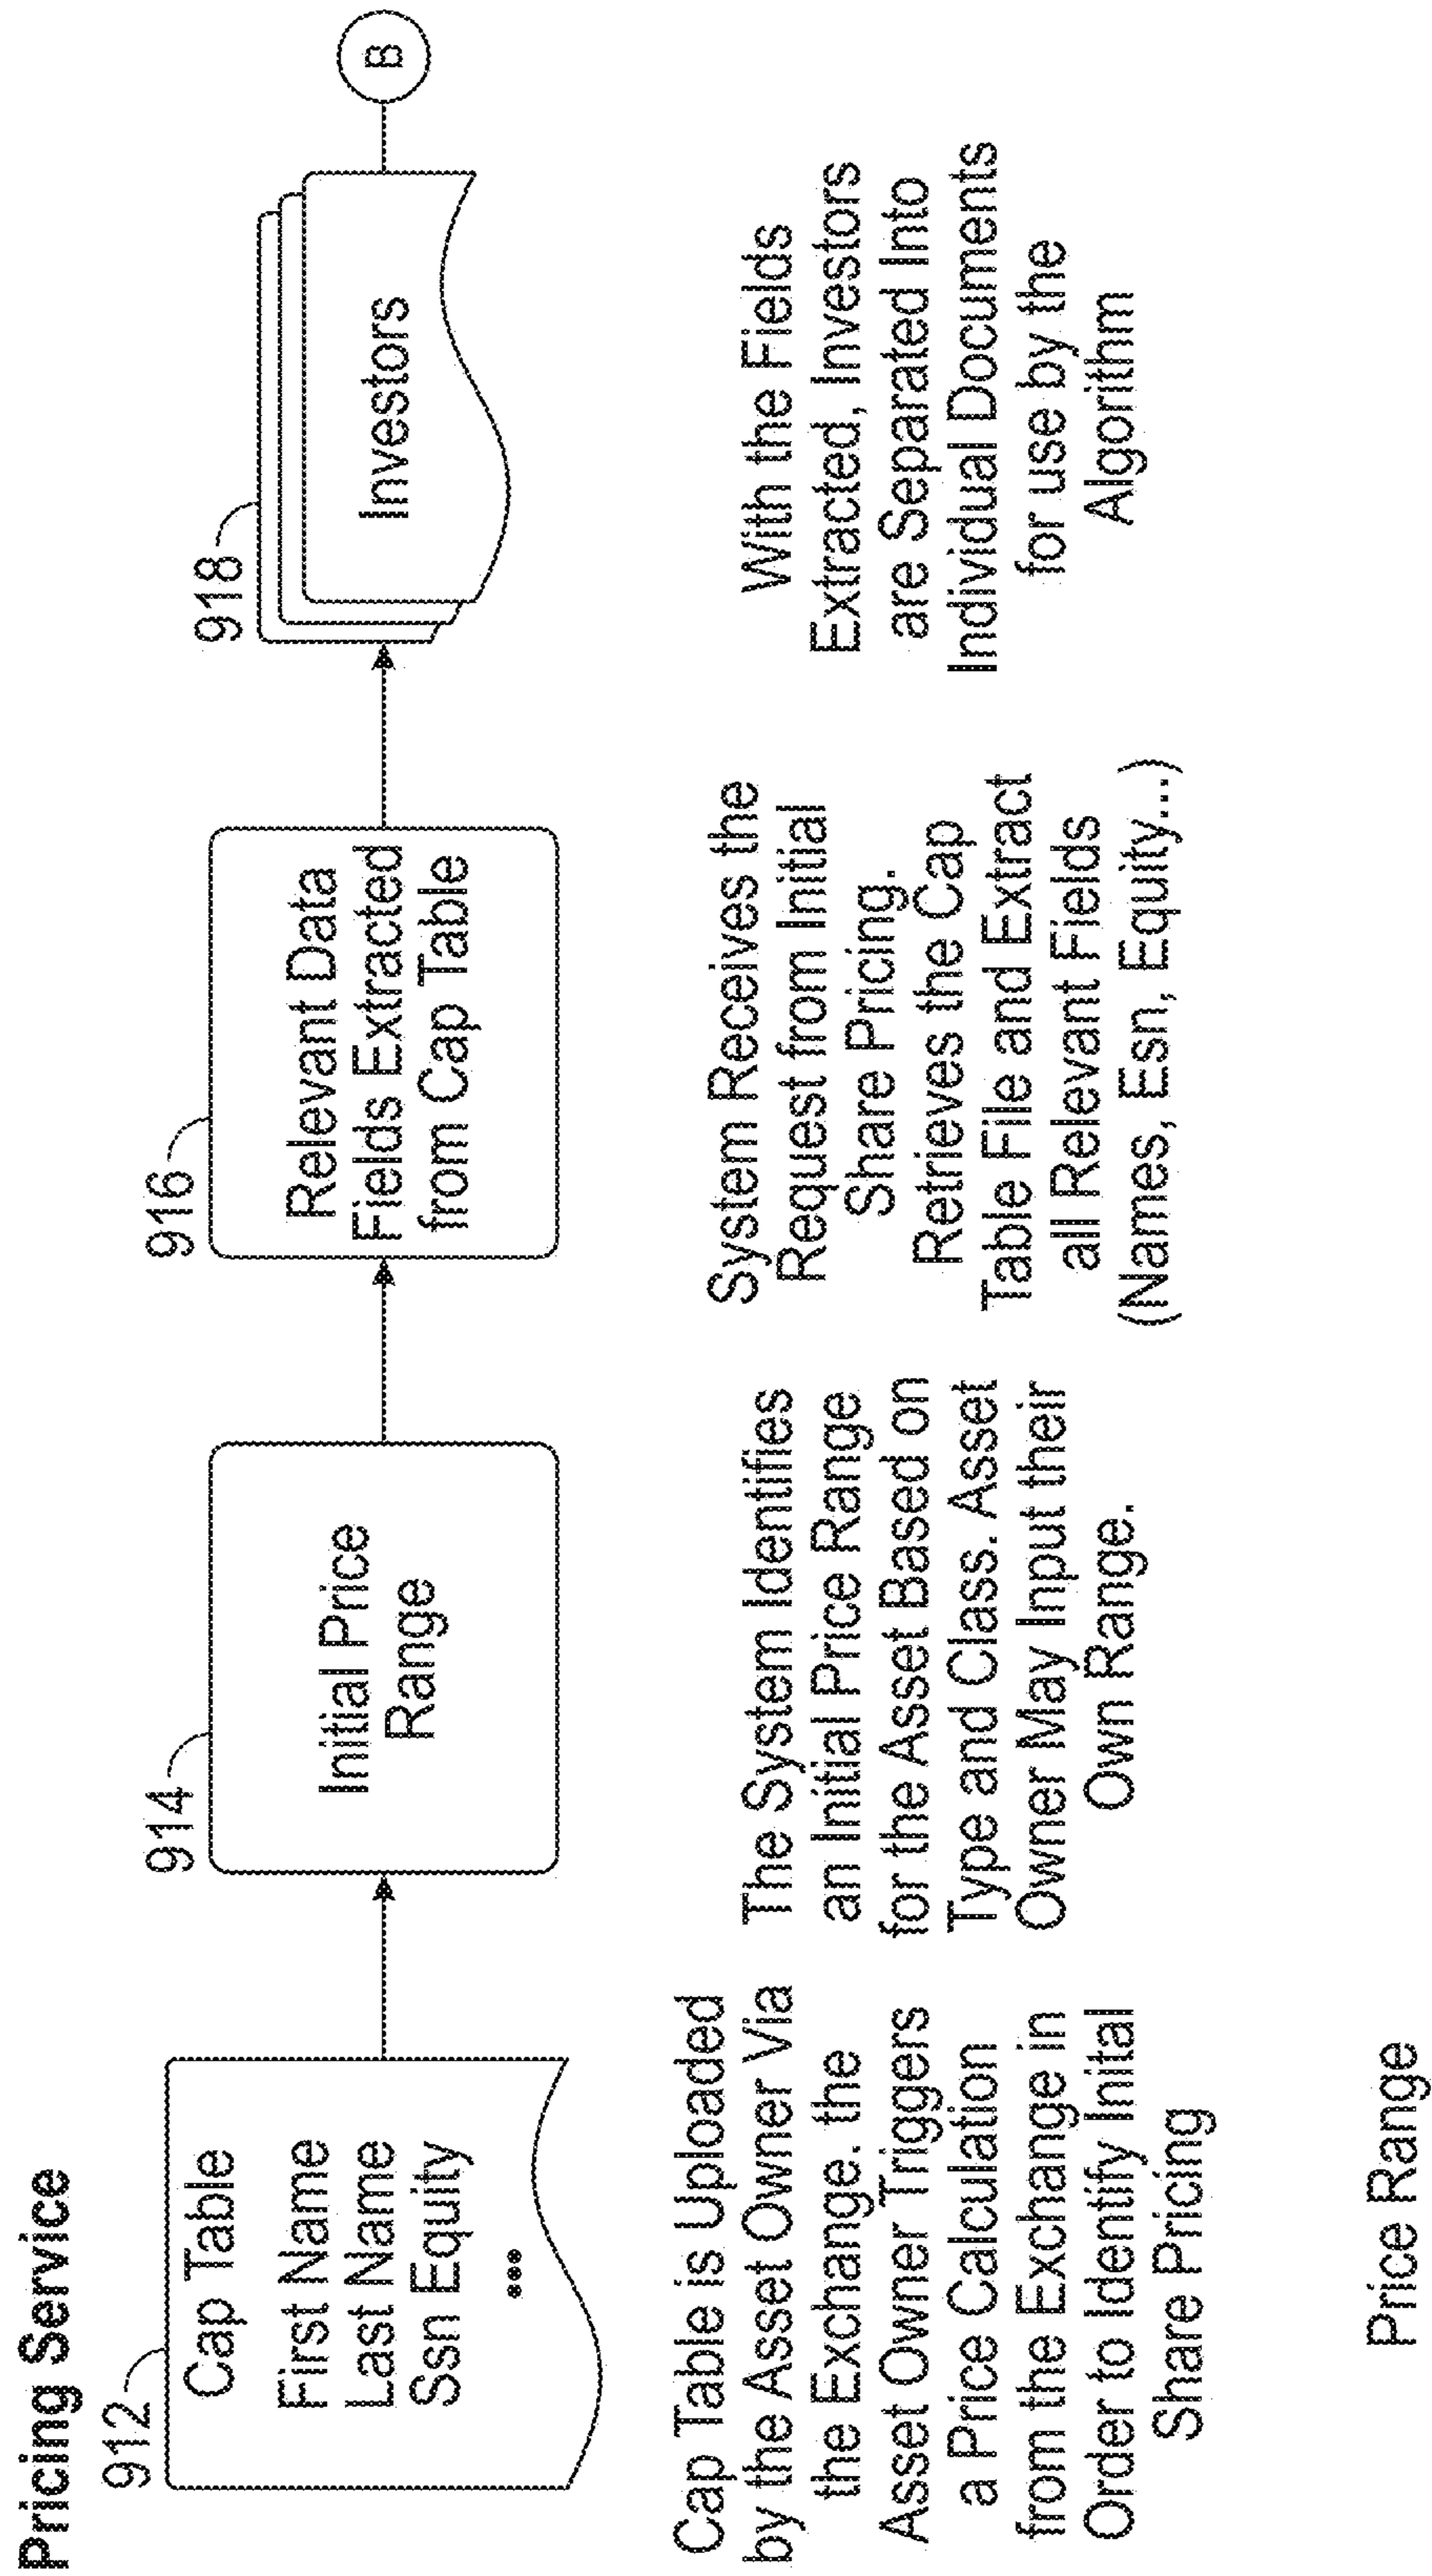 Pricing Service
912
Cap Table
First Name
Last Name
Ssn Equity
•••
Cap Table is Uploaded
by the Asset Owner Via
the Exchange. the
Asset Owner Triggers
a Price Calculation
from the Exchange in
Order to Identify Inital
Share Pricing
914
Initial Price
Range
The System Identifies
an Initial Price Range
for the Asset Based on
Type and Class. Asset
Owner May Input their
Own Range.
916
Relevant Data
Fields Extracted
from Cap Table
System Receives the
Request from Initial
Share Pricing.
Retrieves the Cap
Table File and Extract
all Relevant Fields
(Names, Esn, Equity...)
918
Investors
With the Fields
Extracted, Investors
are Separated Into
Individual Documents
for use by the
Algorithm
B
Price Range